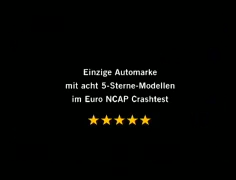 Einzige Automarke
mit acht 5-Sterne-Modellen
im Euro NCAP Crashtest